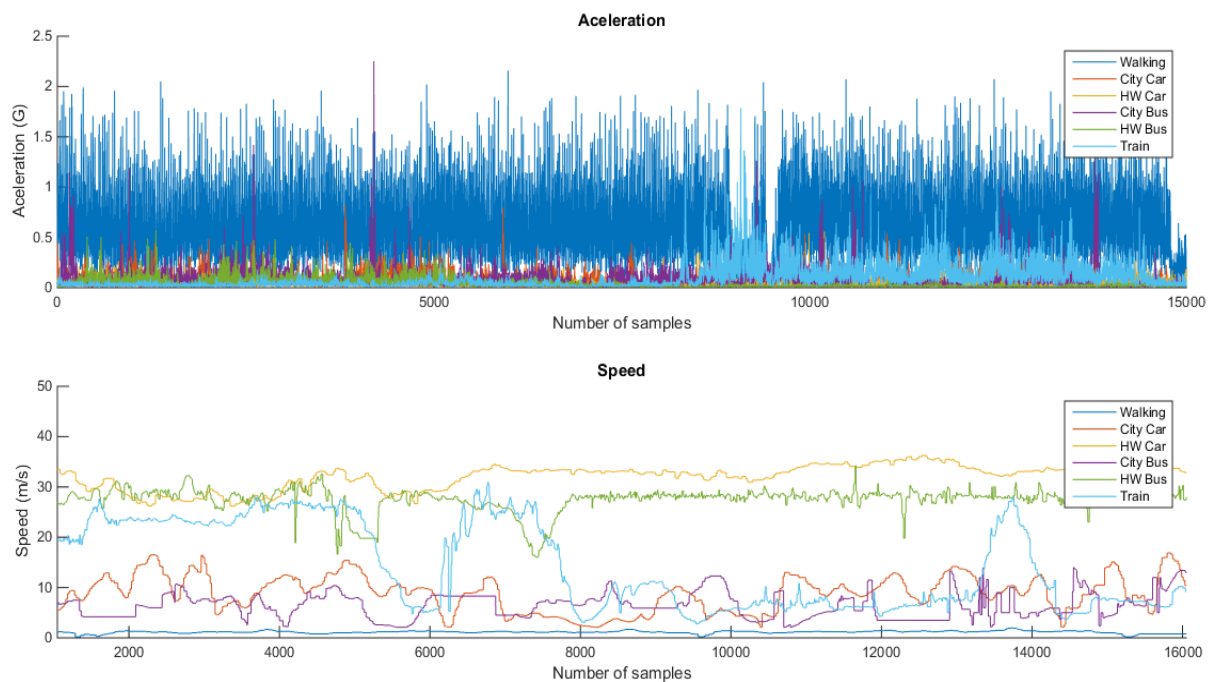 Aceleration
2.5
2
1.5
1
0.5
0
Aceleration (G)
0
5000
10000
15000
Number of samples
Walking
City Car
HW Car
City Bus
HW Bus
Train
Speed
50
40
30
20
10
0
Speed (m/s)
2000
4000
6000
8000
10000
12000
14000
16000
Number of samples
Walking
City Car
HW Car
City Bus
HW Bus
Train